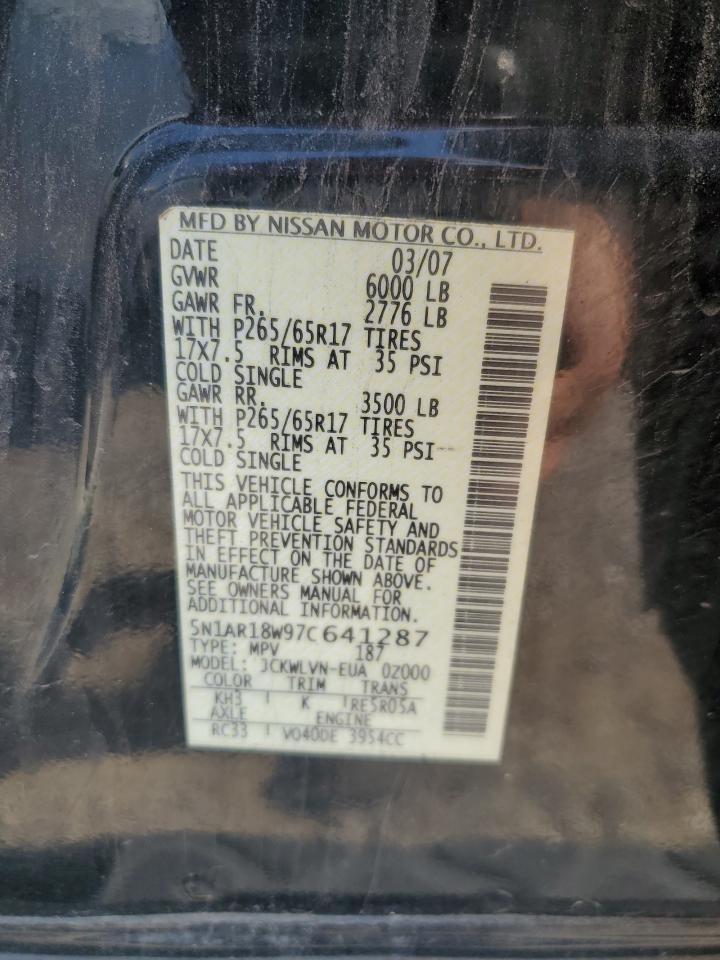 MFD BY NISSAN MOTOR CO., LTD.
DATE 03/07
GVWR 6000 LB
GAWR FR. 2776 LB
WITH P265/65R17 TIRES
17X7.5 RIMS AT 35 PSI
COLD SINGLE
GAWR RR. 3500 LB
WITH P265/65R17 TIRES
17X7.5 RIMS AT 35 PSI
COLD SINGLE
THIS VEHICLE CONFORMS TO
ALL APPLICABLE FEDERAL
MOTOR VEHICLE SAFETY AND
THEFT PREVENTION STANDARDS
IN EFFECT ON THE DATE OF
MANUFACTURE SHOWN ABOVE.
SEE OWNERS MANUAL FOR
ADDITIONAL INFORMATION.
5N1AR18W97C641287
TYPE: MPV 187
MODEL: JCKWLVN-EUA 0Z000
COLOR TRIM TRANS
KH3 K RE5R05A
AXLE ENGINE
RC33 VQ40DE 3954CC